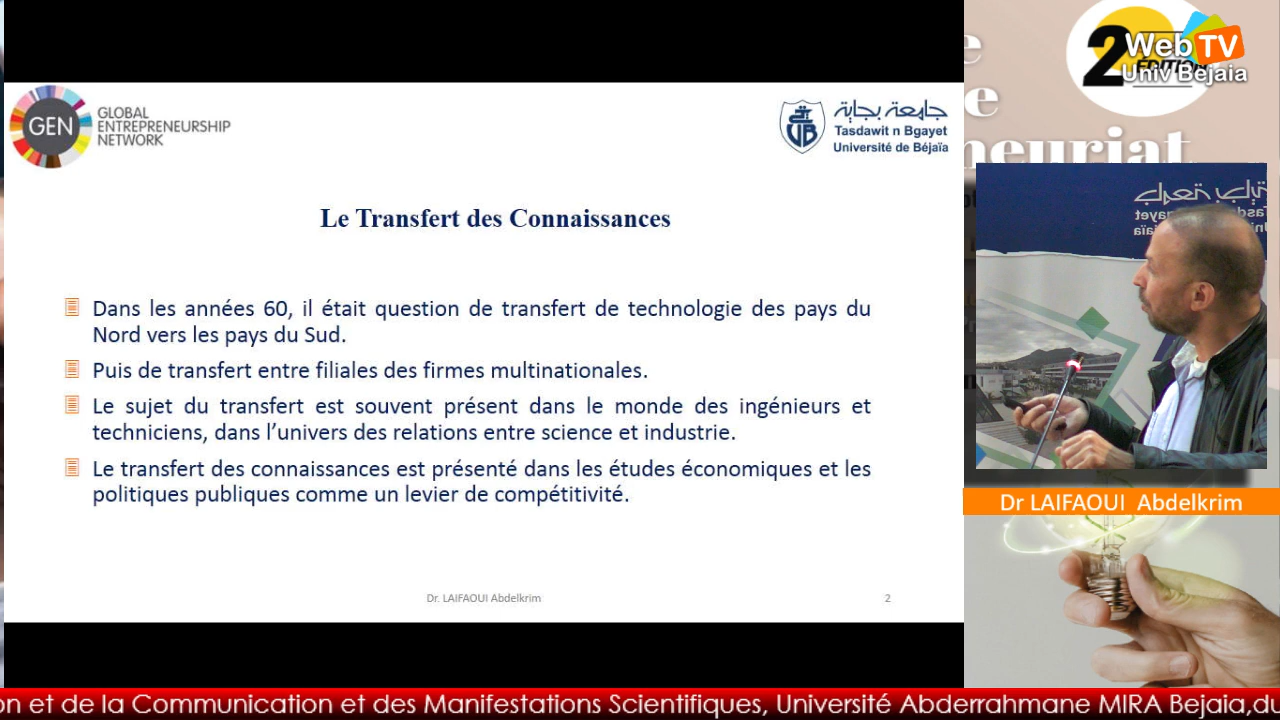 GEN
GLOBAL
ENTREPRENEURSHIP
NETWORK
جامعة بجاية
Tasdawit n Bgayet
Université de Béjaïa
Le Transfert des Connaissances
Dans les années 60, il était question de transfert de technologie des pays du
Nord vers les pays du Sud.
Puis de transfert entre filiales des firmes multinationales.
Le sujet du transfert est souvent présent dans le monde des ingénieurs et
techniciens, dans l’univers des relations entre science et industrie.
Le transfert des connaissances est présenté dans les études économiques et les
politiques publiques comme un levier de compétitivité.
Dr. LAIFAOUI Abdelkrim
2
2
ÉDITION
Web TV
Univ Bejaia
neuriat
Dr LAIFAOUI Abdelkrim
on et de la Communication et des Manifestations Scientifiques, Université Abderrahmane MIRA Bejaia,du